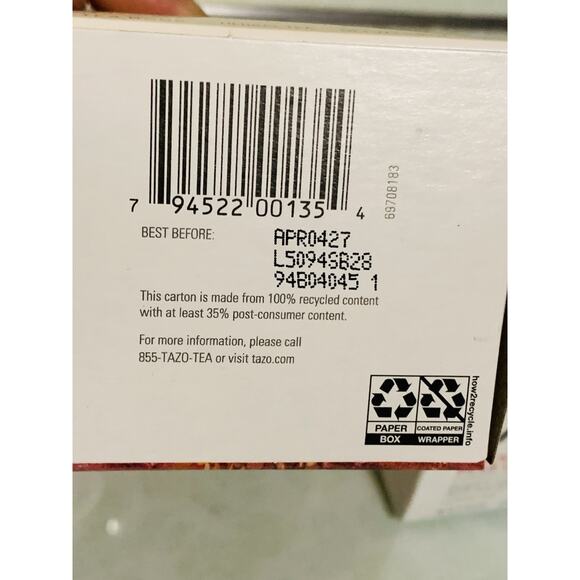 7 94522 00135 4
69708183
BEST BEFORE: APR0427
L5094SB28
94B04045 1
This carton is made from 100% recycled content
with at least 35% post-consumer content.
For more information, please call
855-TAZO-TEA or visit tazo.com
PAPER
BOX
COATED PAPER
WRAPPER
how2recycle.info